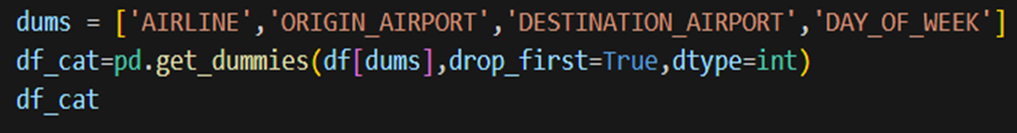 dums = ['AIRLINE','ORIGIN_AIRPORT','DESTINATION_AIRPORT','DAY_OF_WEEK']
df_cat=pd.get_dummies(df[dums],drop_first=True,dtype=int)
df_cat